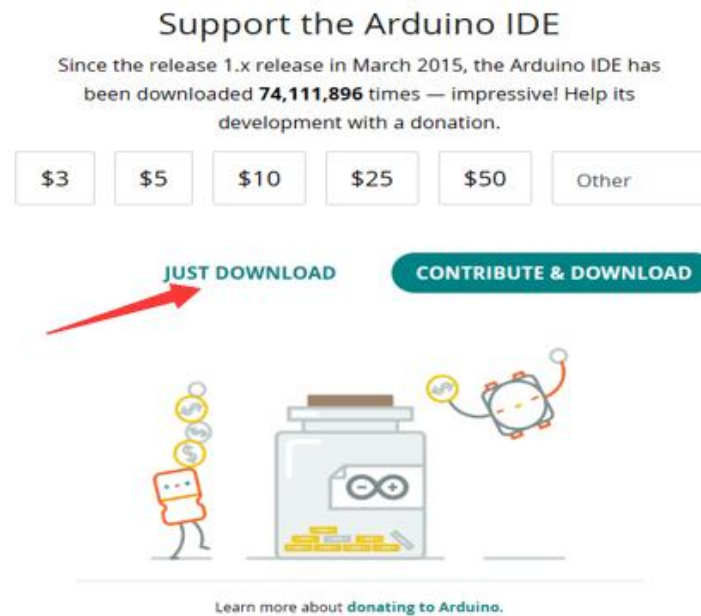 Support the Arduino IDE
Since the release 1.x release in March 2015, the Arduino IDE has
been downloaded 74,111,896 times — impressive! Help its
development with a donation.
$3 $5 $10 $25 $50 Other
JUST DOWNLOAD CONTRIBUTE & DOWNLOAD
Learn more about donating to Arduino.